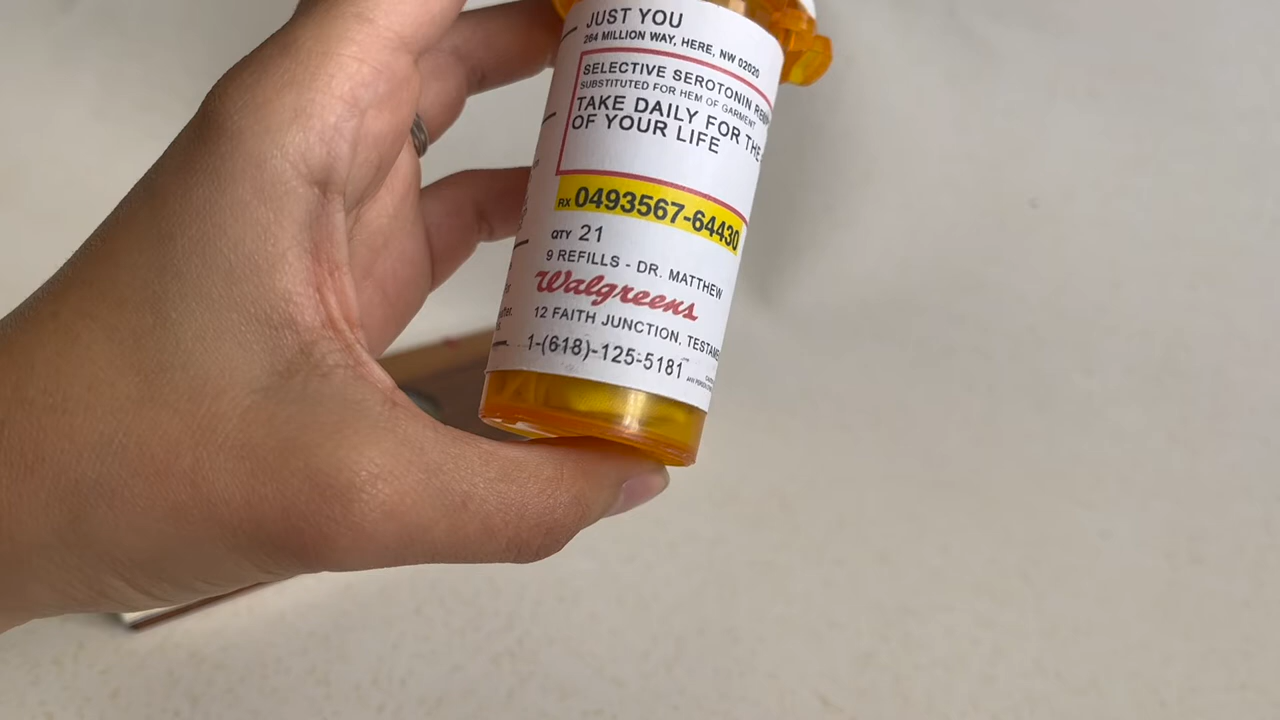 JUST YOU
264 MILLION WAY, HERE, NW 02020
SELECTIVE SEROTONIN
SUBSTITUTED FOR HEM OF GARMENT
TAKE DAILY FOR THE
OF YOUR LIFE
RX 0493567-64430
QTY 21
9 REFILLS - DR. MATTHEW
Walgreens
12 FAITH JUNCTION, TESTAME
1-(618)-125-5181